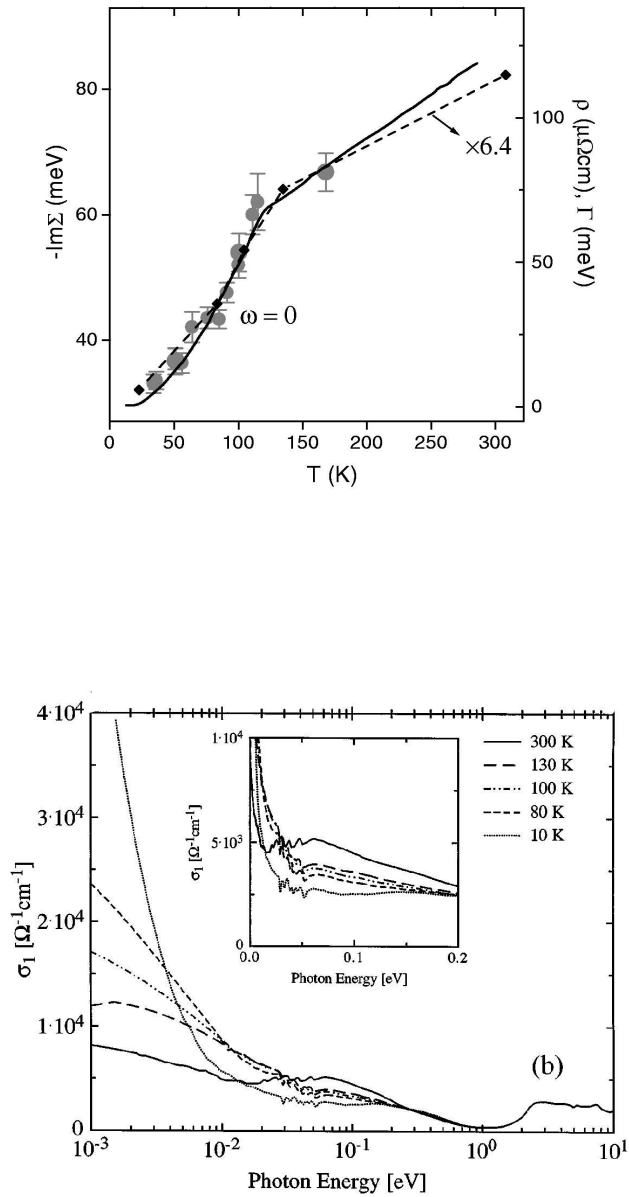 80
60
40
-ImΣ (meV)
100
50
0
ρ (μΩcm), Γ (meV)
×6.4
ω = 0
0 50 100 150 200 250 300
T (K)
4·10⁴
3·10⁴
2·10⁴
1·10⁴
0
σ₁ [Ω⁻¹cm⁻¹]
1·10⁴
5·10³
0
σ₁ [Ω⁻¹cm⁻¹]
0.0 0.1 0.2
Photon Energy [eV]
300 K
130 K
100 K
80 K
10 K
(b)
10⁻³ 10⁻² 10⁻¹ 10⁰ 10¹
Photon Energy [eV]